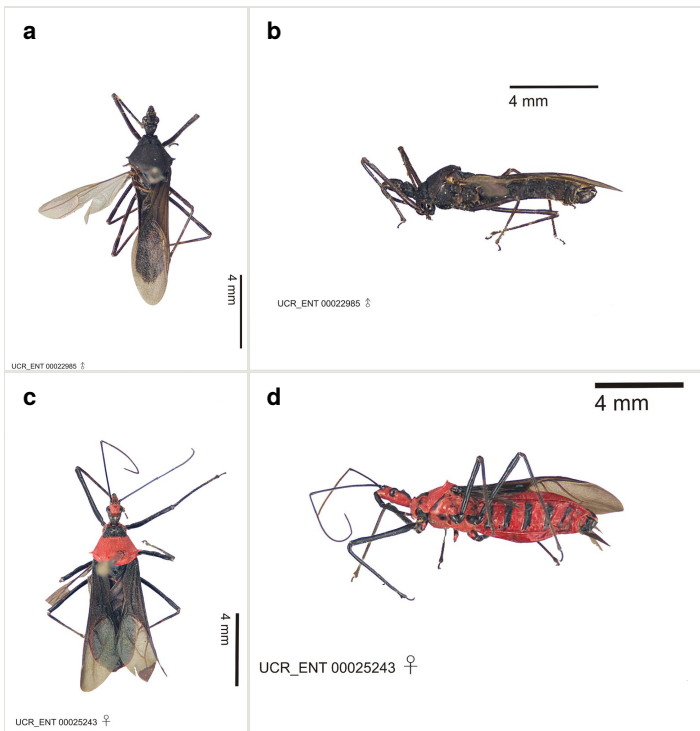 a
4 mm
UCR_ENT 00022985 ♂
b
4 mm
UCR_ENT 00022985 ♂
c
4 mm
UCR_ENT 00025243 ♀
d
4 mm
UCR_ENT 00025243 ♀